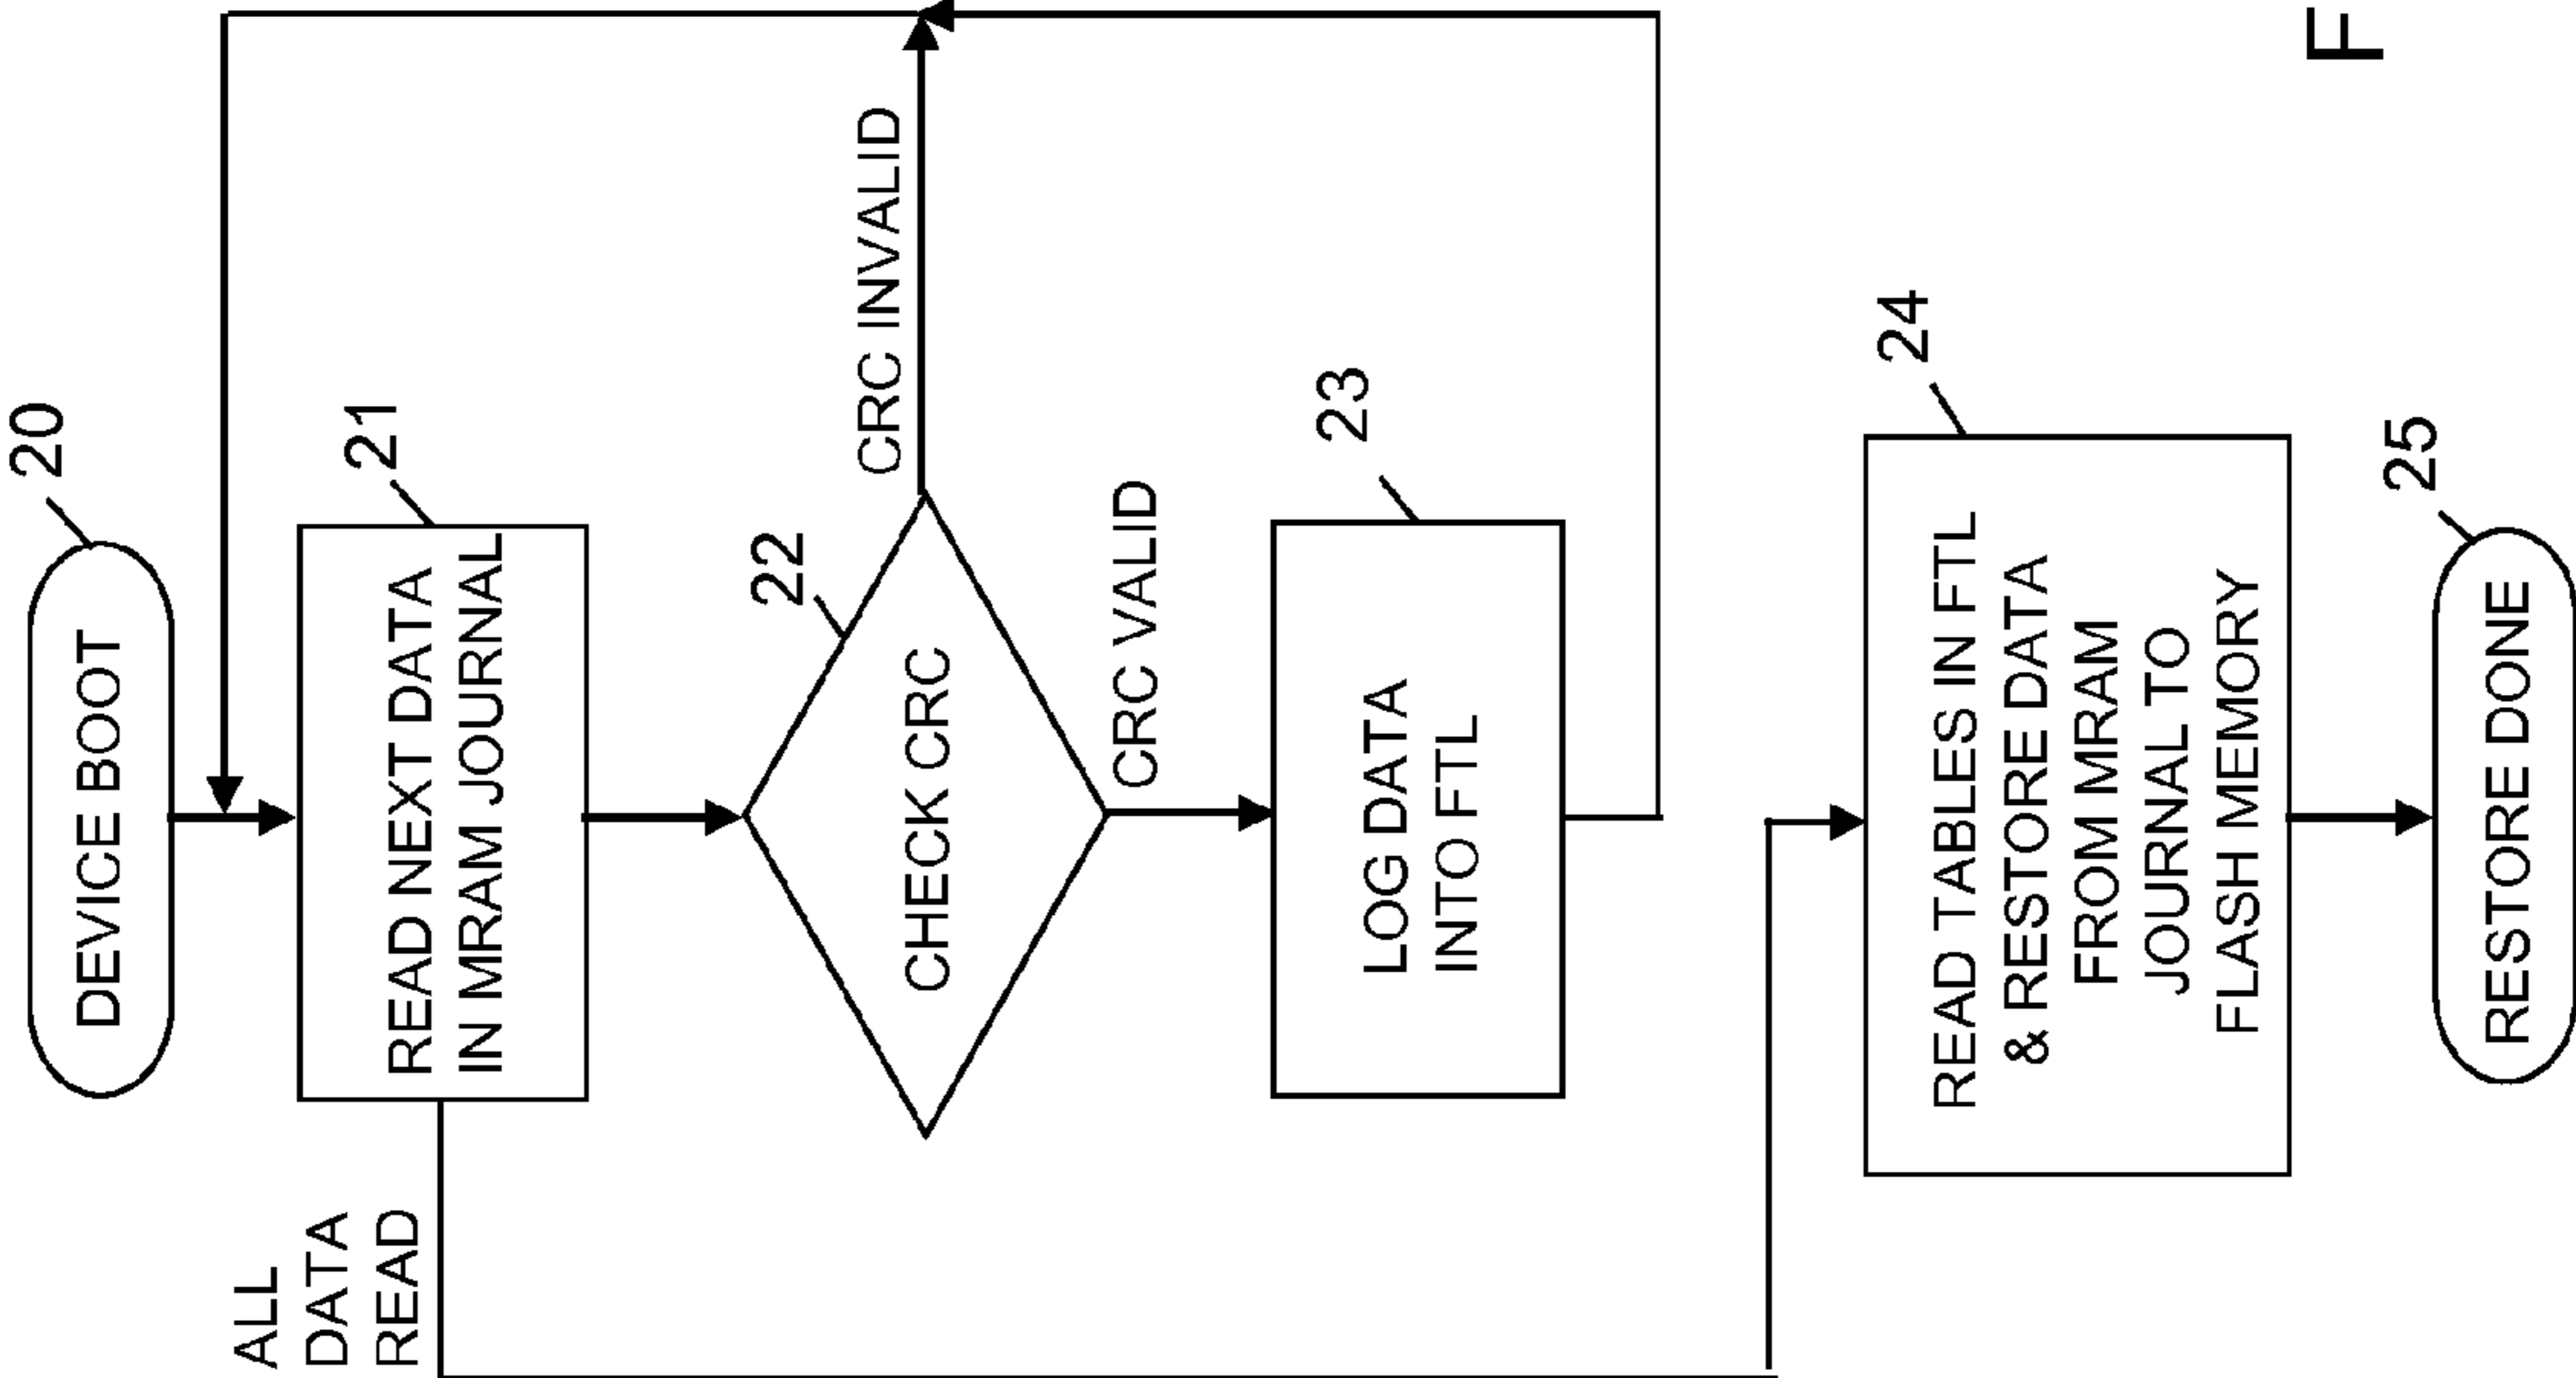 20
DEVICE BOOT
21
READ NEXT DATA
IN MRAM JOURNAL
ALL
DATA
READ
22
CHECK CRC
CRC INVALID
CRC VALID
23
LOG DATA
INTO FTL
24
READ TABLES IN FTL
& RESTORE DATA
FROM MRAM
JOURNAL TO
FLASH MEMORY
25
RESTORE DONE
F